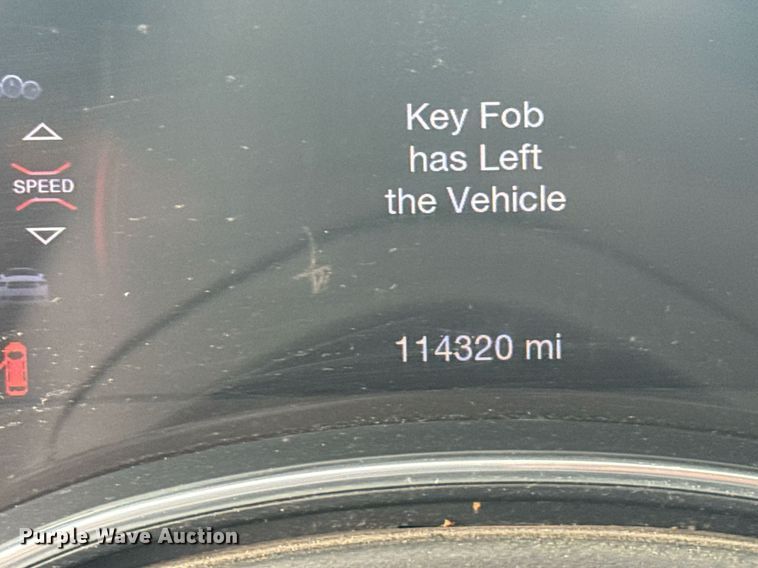 Key Fob
has Left
the Vehicle
SPEED
114320 mi
Purple Wave Auction